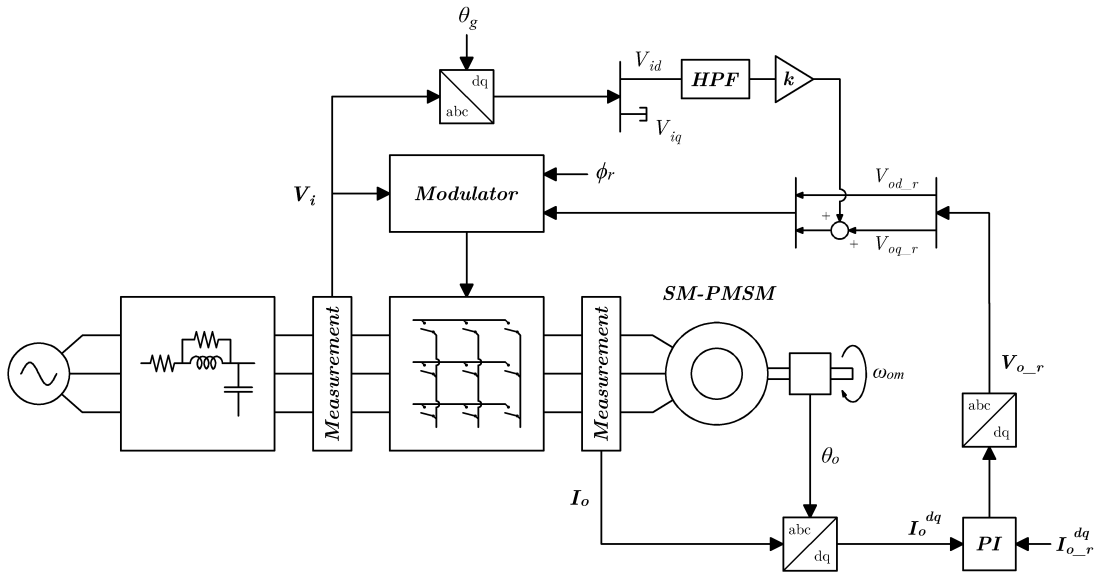 θg
dq
abc
Vid
HPF
k
Viq
Modulator
ϕr
Vi
Vod_r
+
+
Voq_r
SM-PMSM
Measurement
Measurement
ωom
Vo_r
abc
dq
θo
Io
abc
dq
Io^dq
PI
Io_r^dq